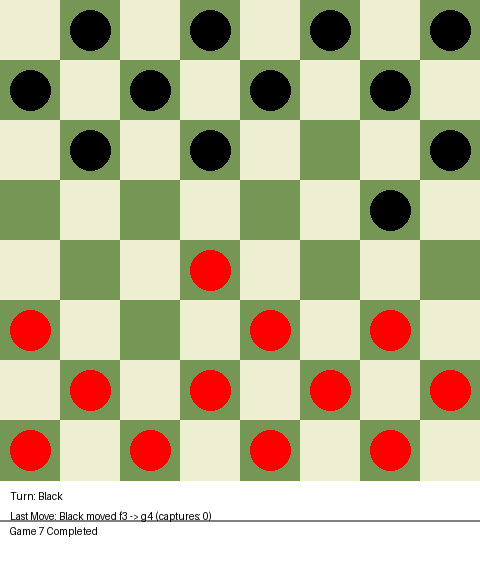 Turn: Black
Last Move: Black moved f3 -> g4 (captures: 0)
Game 7 Completed